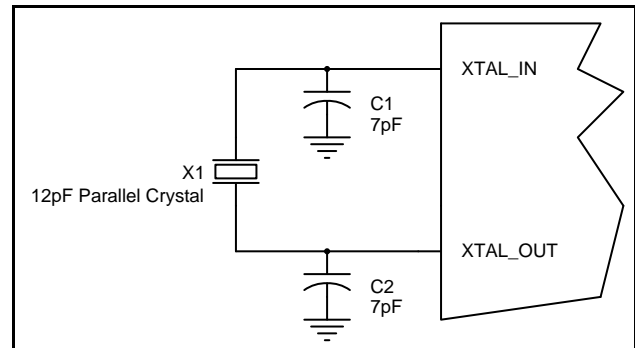 XTAL_IN
C1
7pF
X1
12pF Parallel Crystal
XTAL_OUT
C2
7pF